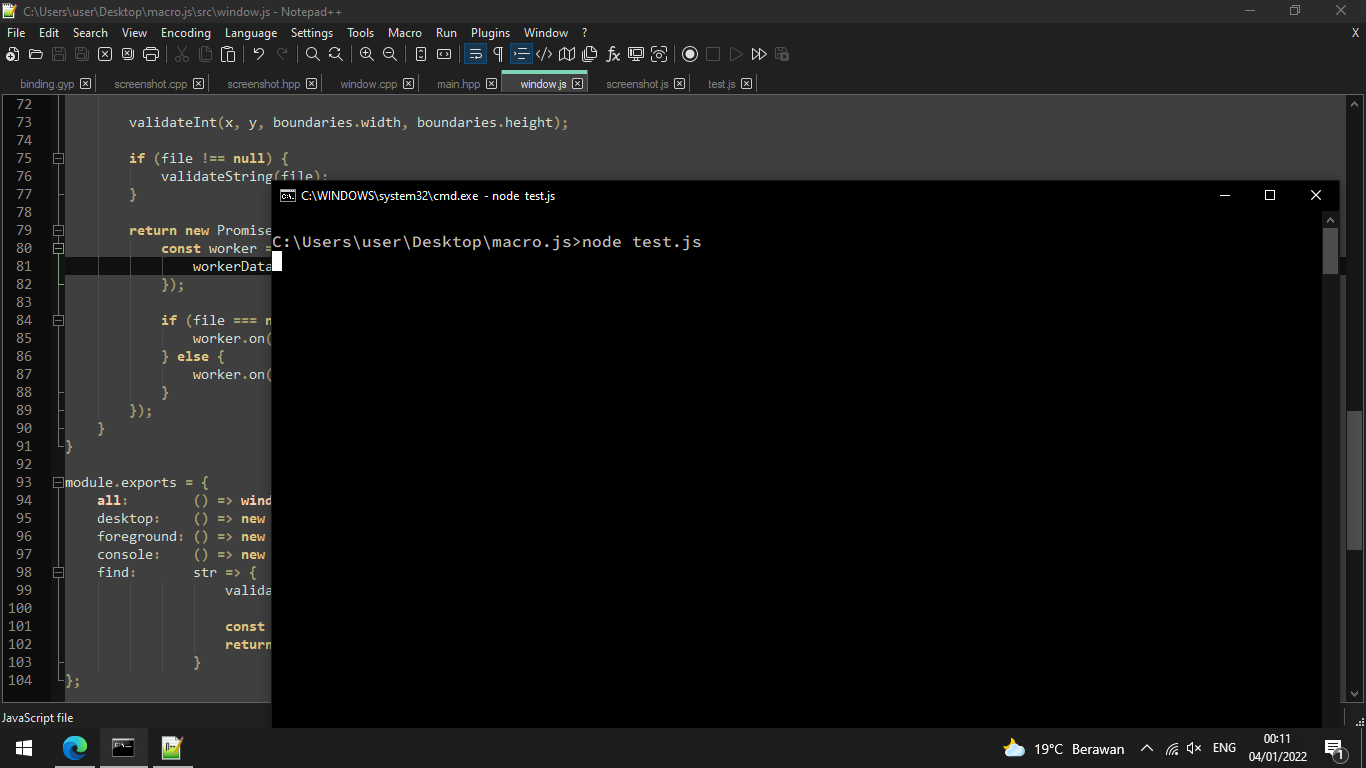 C:\Users\user\Desktop\macro.js\src\window.js - Notepad++
File Edit Search View Encoding Language Settings Tools Macro Run Plugins Window ? X
binding.gyp screenshot.cpp screenshot.hpp window.cpp main.hpp window.js screenshot.js test.js
72
73 validateInt(x, y, boundaries.width, boundaries.height);
74
75 if (file !== null) {
76 validateString(file);
77 }
78
79 return new Promise
80 const worker =
81 workerData
82 });
83
84 if (file === n
85 worker.on(
86 } else {
87 worker.on(
88 }
89 });
90 }
91 }
92
93 module.exports = {
94 all: () => wind
95 desktop: () => new
96 foreground: () => new
97 console: () => new
98 find: str => {
99 valida
100
101 const
102 return
103 }
104 };
C:\WINDOWS\system32\cmd.exe - node test.js
C:\Users\user\Desktop\macro.js>node test.js
JavaScript file
19°C Berawan ENG 00:11
04/01/2022
1